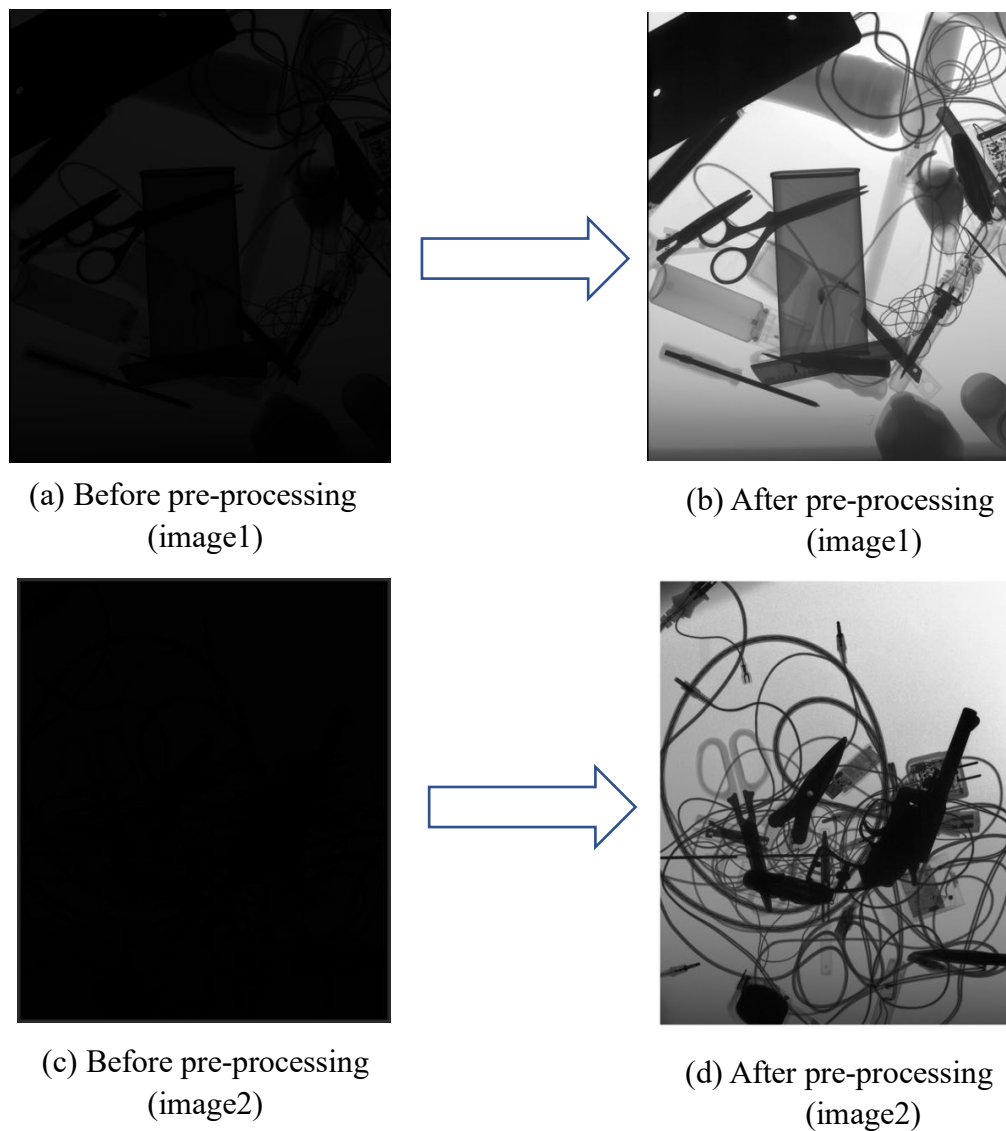 (a) Before pre-processing
(image1)
(b) After pre-processing
(image1)
(c) Before pre-processing
(image2)
(d) After pre-processing
(image2)